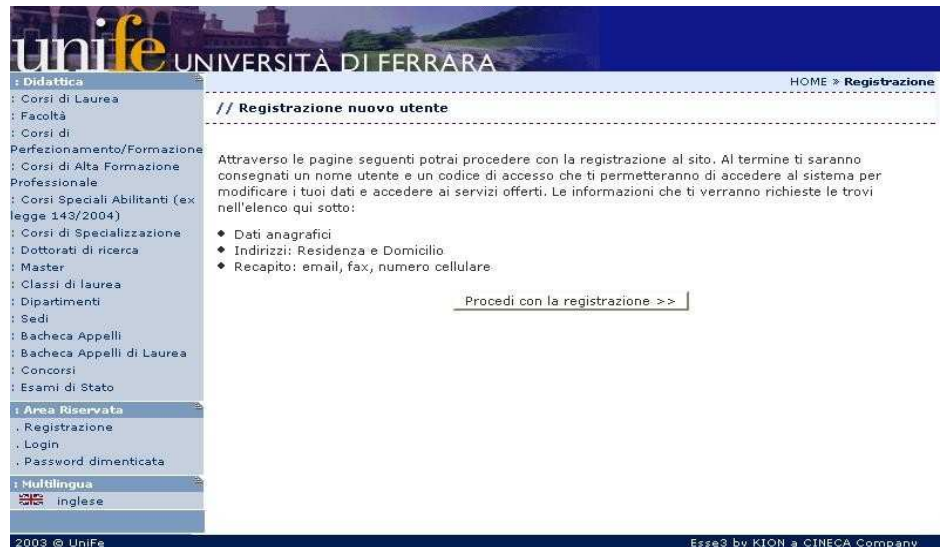 unife UNIVERSITÀ DI FERRARA
: Didattica
: Corsi di Laurea
: Facoltà
: Corsi di
Perfezionamento/Formazione
: Corsi di Alta Formazione
Professionale
: Corsi Speciali Abilitanti (ex
legge 143/2004)
: Corsi di Specializzazione
: Dottorati di ricerca
: Master
: Classi di laurea
: Dipartimenti
: Sedi
: Bacheca Appelli
: Bacheca Appelli di Laurea
: Concorsi
: Esami di Stato
: Area Riservata
. Registrazione
. Login
. Password dimenticata
: Multilingua
inglese
HOME » Registrazione
// Registrazione nuovo utente
Attraverso le pagine seguenti potrai procedere con la registrazione al sito. Al termine ti saranno
consegnati un nome utente e un codice di accesso che ti permetteranno di accedere al sistema per
modificare i tuoi dati e accedere ai servizi offerti. Le informazioni che ti verranno richieste le trovi
nell'elenco qui sotto:
◆ Dati anagrafici
◆ Indirizzi: Residenza e Domicilio
◆ Recapito: email, fax, numero cellulare
Procedi con la registrazione >>
2003 @ UniFe
Esse3 by KION a CINECA Company